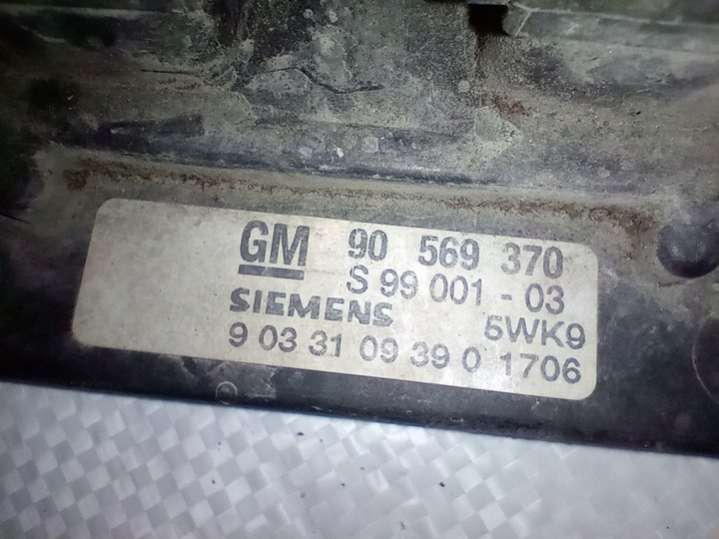 GM 90 569 370
S 99 001 - 03
SIEMENS 5WK9
9 03 31 09 39 0 1706